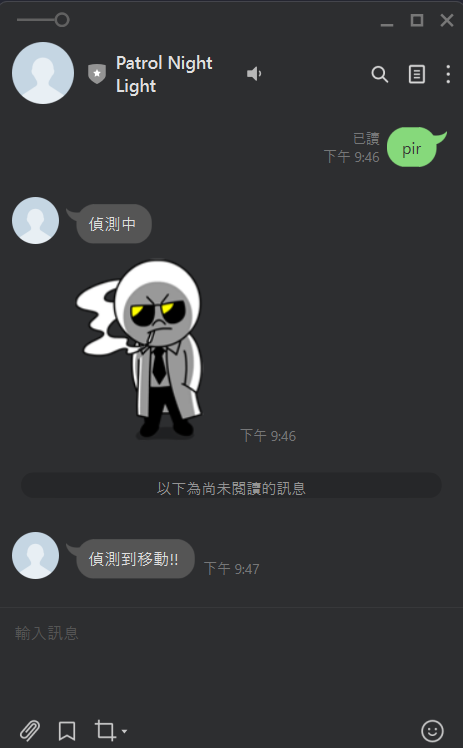 Patrol Night
Light
已讀
下午 9:46
pir
偵測中
下午 9:46
以下為尚未閱讀的訊息
偵測到移動!!
下午 9:47
輸入訊息